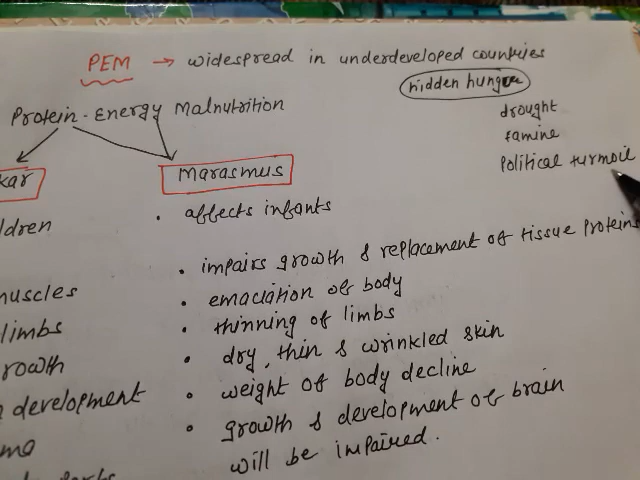 PEM → widespread in underdeveloped countries
hidden hunger
Protein-Energy Malnutrition
drought
famine
Political turmoil
kar
Marasmus
ldren
• affects infants
• impairs growth & replacement of tissue proteins
muscles
• emaciation of body
limbs
• thinning of limbs
rowth
• dry, thin & wrinkled skin
development
• weight of body decline
ma
• growth & development of brain
will be impaired.